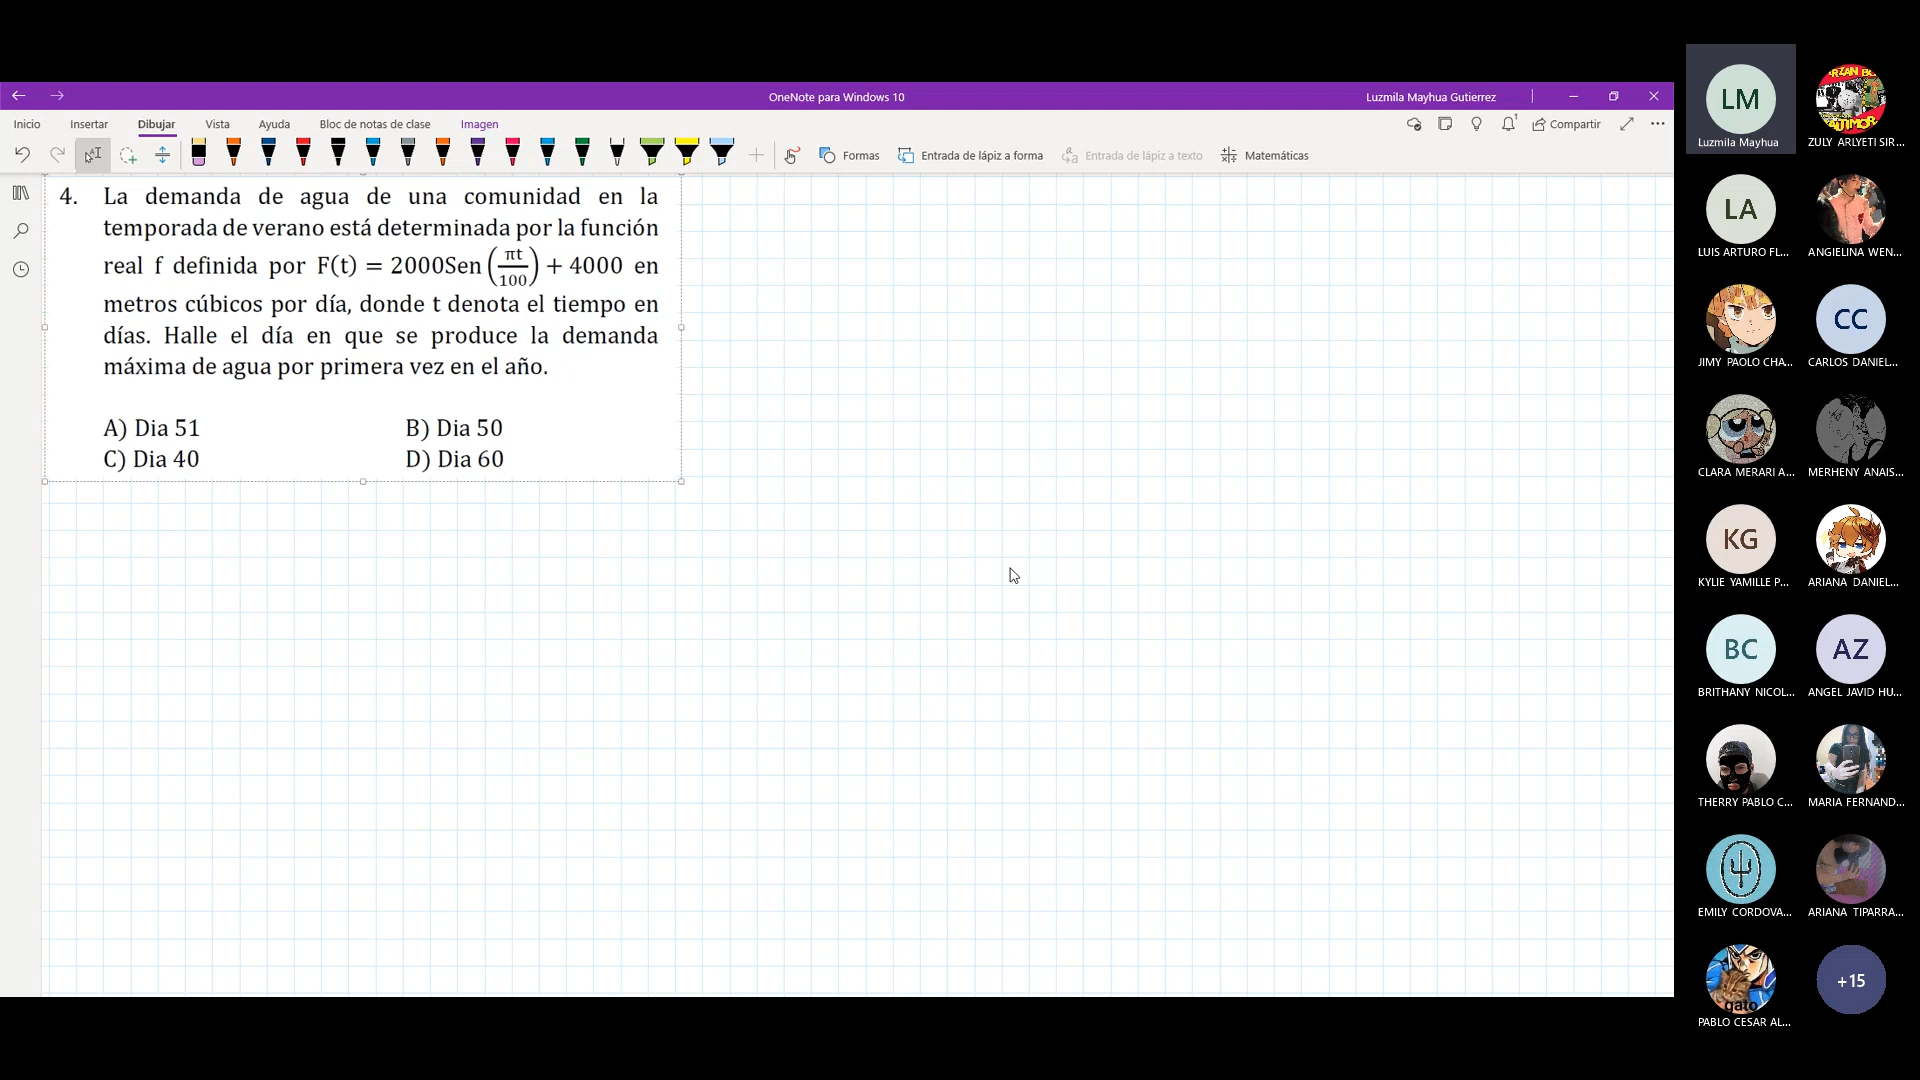 OneNote para Windows 10
Luzmila Mayhua Gutierrez
Inicio Insertar Dibujar Vista Ayuda Bloc de notas de clase Imagen
Compartir
Formas Entrada de lápiz a forma Entrada de lápiz a texto Matemáticas
4. La demanda de agua de una comunidad en la
temporada de verano está determinada por la función
real f definida por F(t) = 2000Sen(πt/100) + 4000 en
metros cúbicos por día, donde t denota el tiempo en
días. Halle el día en que se produce la demanda
máxima de agua por primera vez en el año.
A) Dia 51 B) Dia 50
C) Dia 40 D) Dia 60
LM
Luzmila Mayhua
ZULY ARLYETI SIR...
LA
LUIS ARTURO FL...
ANGIELINA WEN...
JIMY PAOLO CHA...
CC
CARLOS DANIEL...
CLARA MERARI A...
MERHENY ANAIS...
KG
KYLIE YAMILLE P...
ARIANA DANIEL...
BC
BRITHANY NICOL...
AZ
ANGEL JAVID HU...
THERRY PABLO C...
MARIA FERNAND...
EMILY CORDOVA...
ARIANA TIPARRA...
gato
PABLO CESAR AL...
+15